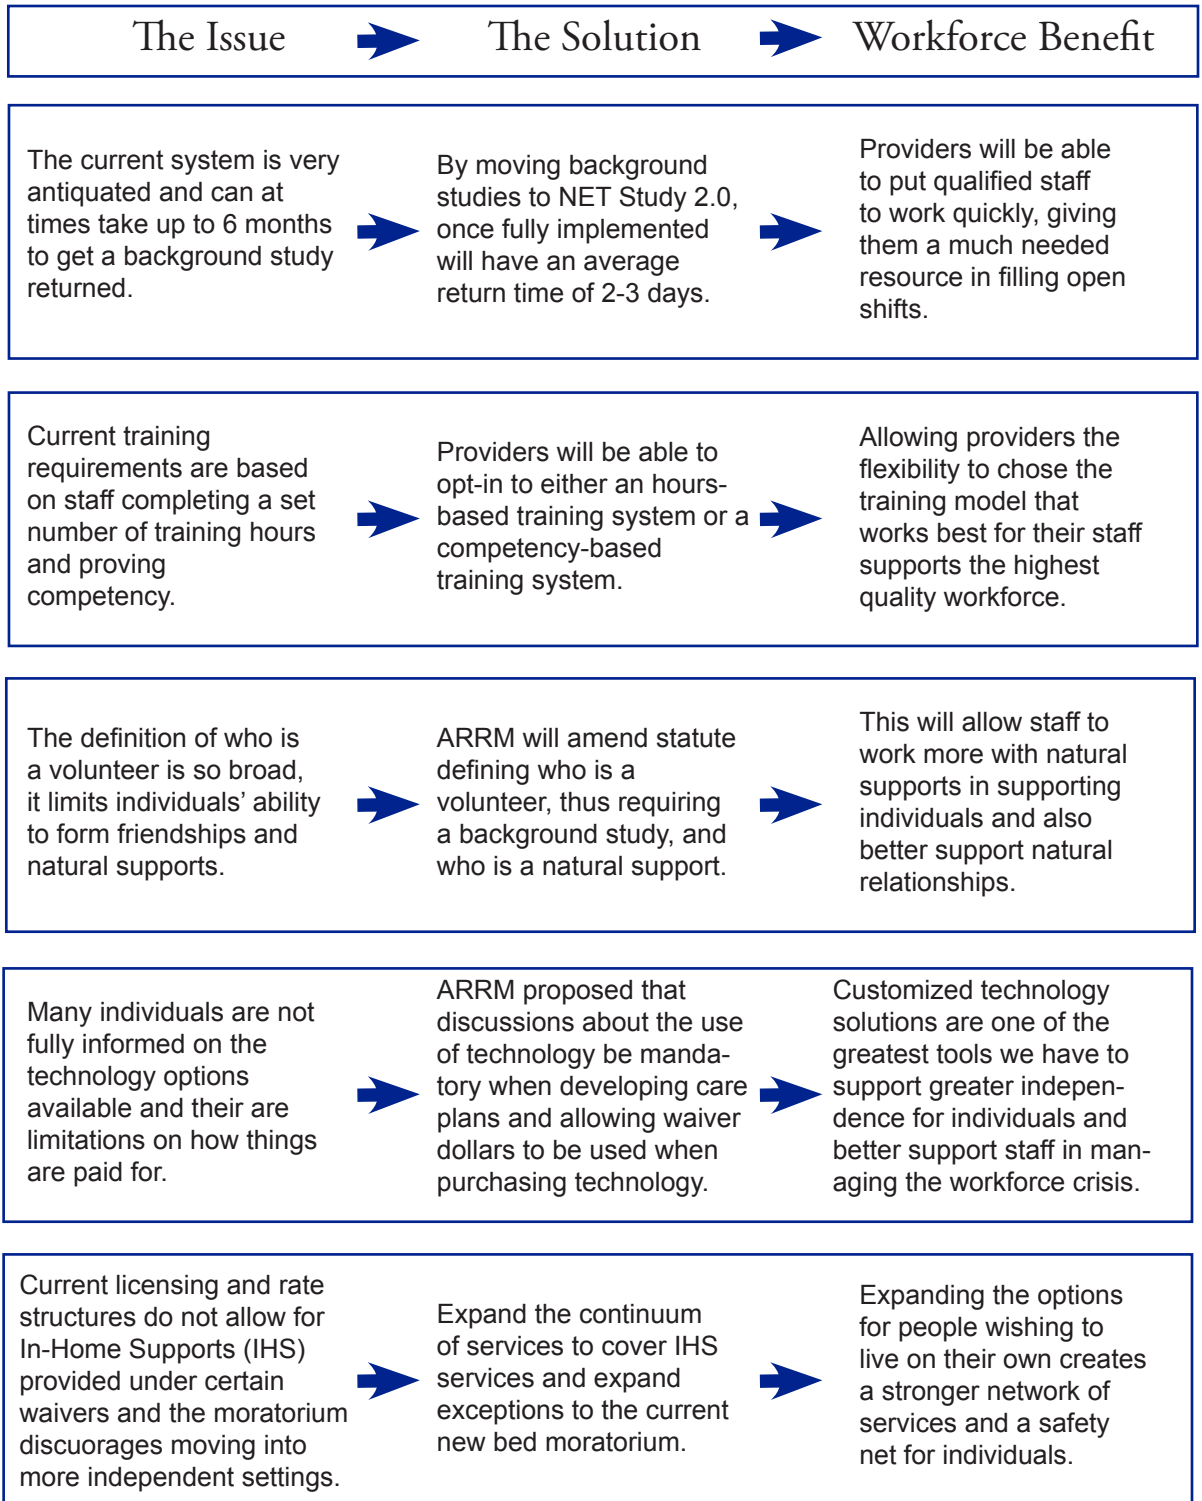 The Issue
The Solution
Workforce Benefit
The current system is very
antiquated and can at
times take up to 6 months
to get a background study
returned.
By moving background
studies to NET Study 2.0,
once fully implemented
will have an average
return time of 2-3 days.
Providers will be able
to put qualified staff
to work quickly, giving
them a much needed
resource in filling open
shifts.
Current training
requirements are based
on staff completing a set
number of training hours
and proving
competency.
Providers will be able to
opt-in to either an hours-
based training system or a
competency-based
training system.
Allowing providers the
flexibility to chose the
training model that
works best for their staff
supports the highest
quality workforce.
The definition of who is
a volunteer is so broad,
it limits individuals’ ability
to form friendships and
natural supports.
ARRM will amend statute
defining who is a
volunteer, thus requiring
a background study, and
who is a natural support.
This will allow staff to
work more with natural
supports in supporting
individuals and also
better support natural
relationships.
Many individuals are not
fully informed on the
technology options
available and their are
limitations on how things
are paid for.
ARRM proposed that
discussions about the use
of technology be manda-
tory when developing care
plans and allowing waiver
dollars to be used when
purchasing technology.
Customized technology
solutions are one of the
greatest tools we have to
support greater indepen-
dence for individuals and
better support staff in man-
aging the workforce crisis.
Current licensing and rate
structures do not allow for
In-Home Supports (IHS)
provided under certain
waivers and the moratorium
discuorages moving into
more independent settings.
Expand the continuum
of services to cover IHS
services and expand
exceptions to the current
new bed moratorium.
Expanding the options
for people wishing to
live on their own creates
a stronger network of
services and a safety
net for individuals.